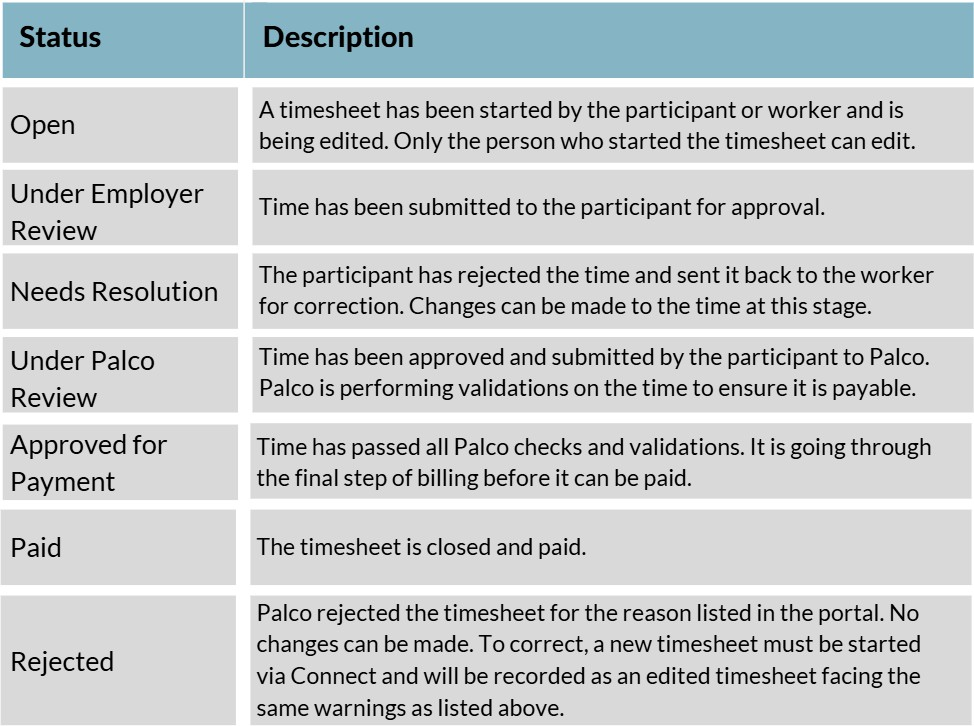 Status
Description
Open
A timesheet has been started by the participant or worker and is
being edited. Only the person who started the timesheet can edit.
Under Employer
Review
Time has been submitted to the participant for approval.
Needs Resolution
The participant has rejected the time and sent it back to the worker
for correction. Changes can be made to the time at this stage.
Under Palco
Review
Time has been approved and submitted by the participant to Palco.
Palco is performing validations on the time to ensure it is payable.
Approved for
Payment
Time has passed all Palco checks and validations. It is going through
the final step of billing before it can be paid.
Paid
The timesheet is closed and paid.
Rejected
Palco rejected the timesheet for the reason listed in the portal. No
changes can be made. To correct, a new timesheet must be started
via Connect and will be recorded as an edited timesheet facing the
same warnings as listed above.